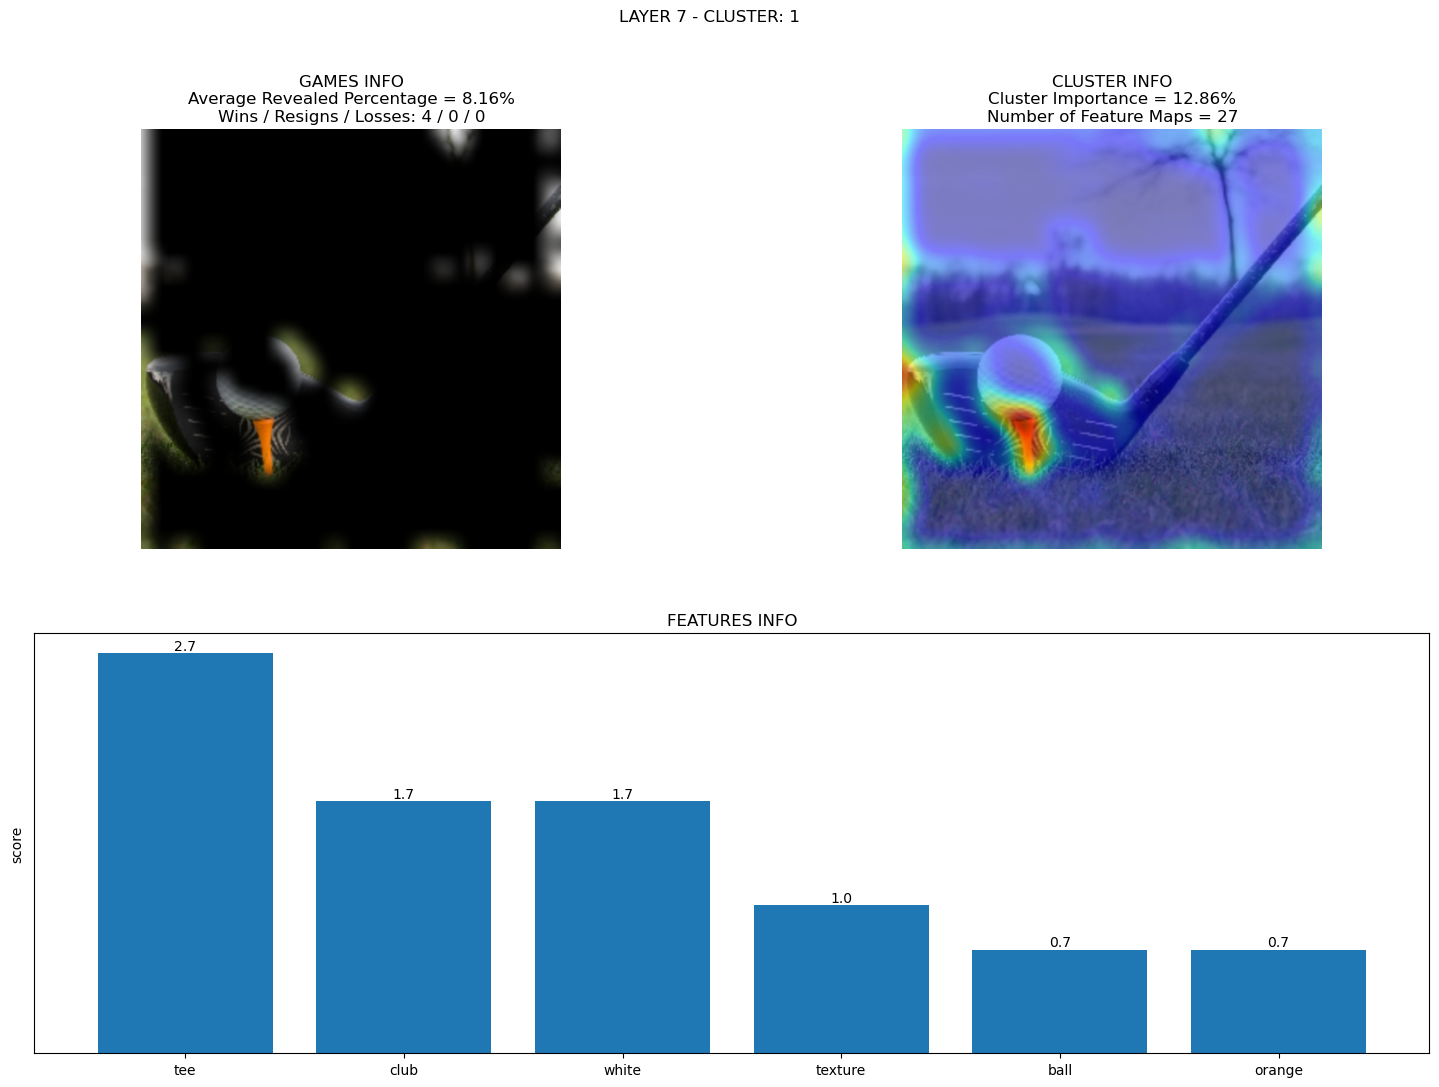 LAYER 7 - CLUSTER: 1
GAMES INFO
Average Revealed Percentage = 8.16%
Wins / Resigns / Losses: 4 / 0 / 0
CLUSTER INFO
Cluster Importance = 12.86%
Number of Feature Maps = 27
FEATURES INFO
score
2.7
1.7
1.7
1.0
0.7
0.7
tee
club
white
texture
ball
orange